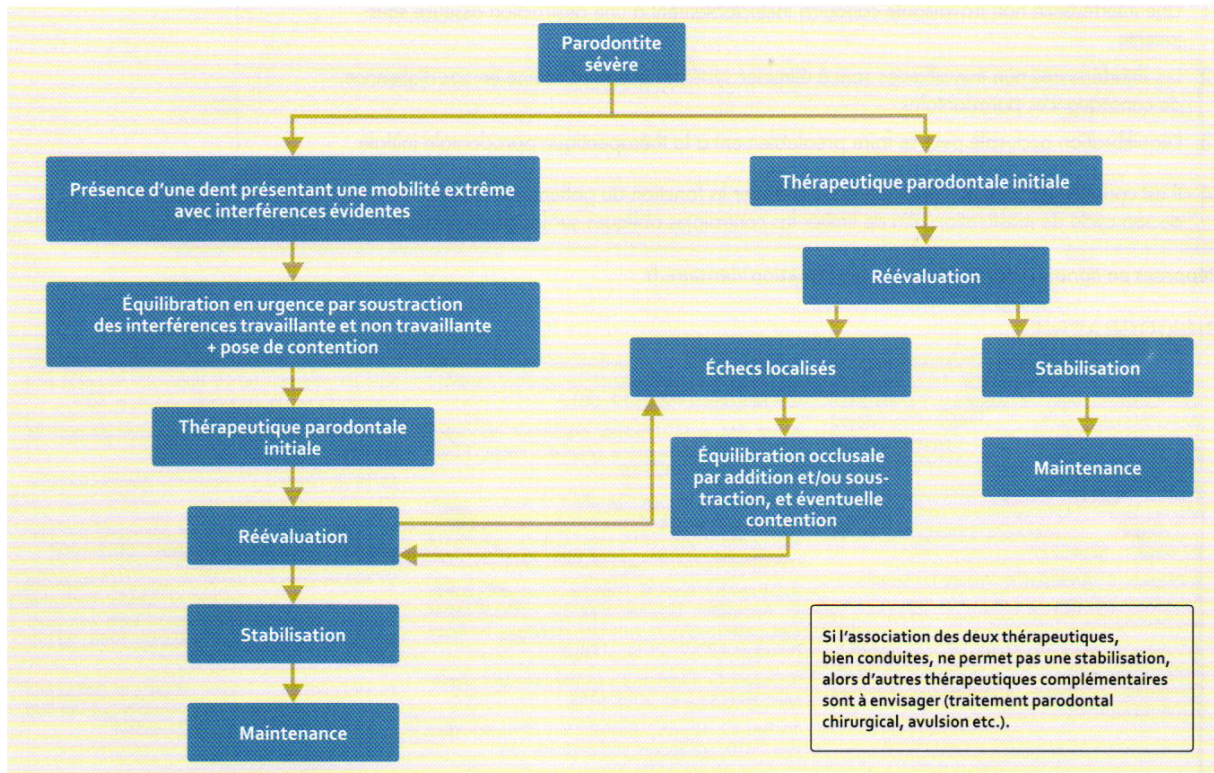 Parodontite
sévère
Présence d'une dent présentant une mobilité extrême
avec interférences évidentes
Thérapeutique parodontale initiale
Réévaluation
Équilibration en urgence par soustraction
des interférences travaillante et non travaillante
+ pose de contention
Échecs localisés
Stabilisation
Thérapeutique parodontale
initiale
Équilibration occlusale
par addition et/ou sous-
traction, et éventuelle
contention
Maintenance
Réévaluation
Stabilisation
Si l'association des deux thérapeutiques,
bien conduites, ne permet pas une stabilisation,
alors d'autres thérapeutiques complémentaires
sont à envisager (traitement parodontal
chirurgical, avulsion etc.).
Maintenance